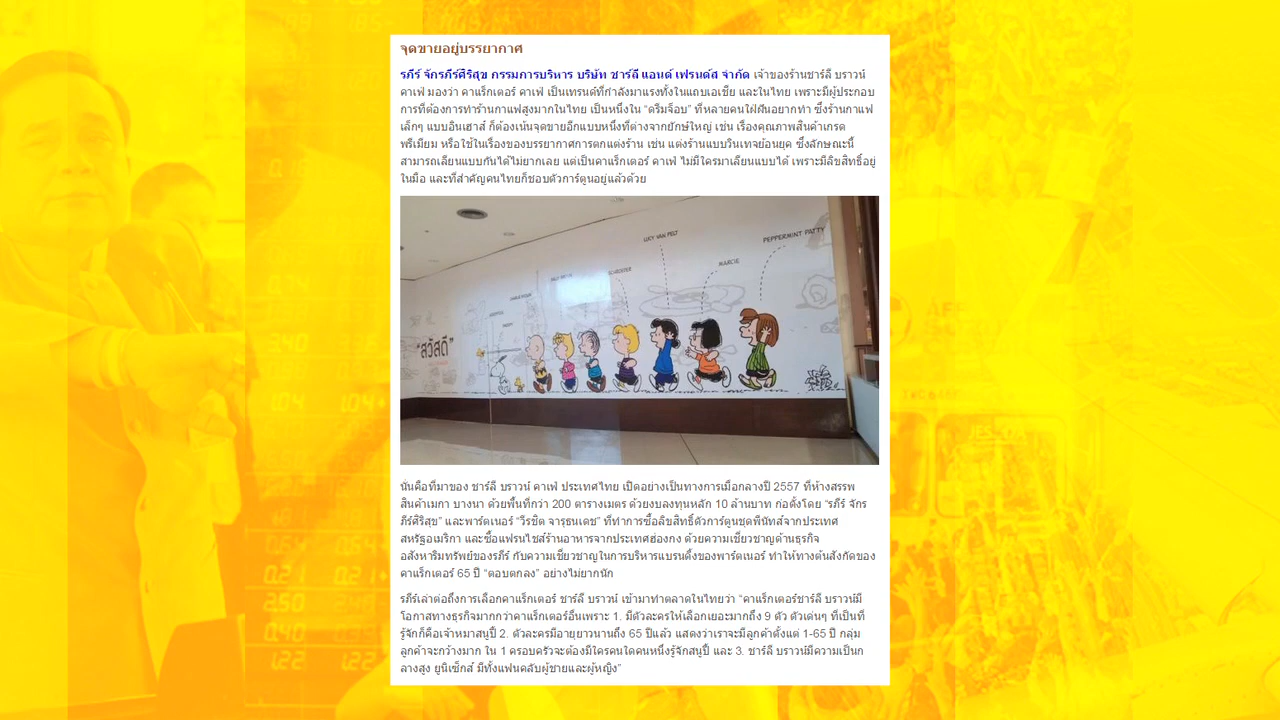 จุดขายอยู่บรรยากาศ
รภีร์ จักรภีร์ศิริสุข กรรมการบริหาร บริษัท ชาร์ลี แอนด์ เฟรนด์ส จำกัด เจ้าของร้านชาร์ลี บราวน์
คาเฟ่ มองว่า คาแร็กเตอร์ คาเฟ่ เป็นเทรนด์ที่กำลังมาแรงทั้งในแถบเอเชีย และในไทย เพราะมีผู้ประกอบ
การที่ต้องการทำร้านกาแฟสูงมากในไทย เป็นหนึ่งใน “ดรีมจ็อบ” ที่หลายคนใฝ่ฝันอยากทำ ซึ่งร้านกาแฟ
เล็กๆ แบบอินเฮาส์ ก็ต้องเน้นจุดขายอีกแบบหนึ่งที่ต่างจากยักษ์ใหญ่ เช่น เรื่องคุณภาพสินค้าเกรด
พรีเมียม หรือใช้ในเรื่องของบรรยากาศการตกแต่งร้าน เช่น แต่งร้านแบบวินเทจย้อนยุค ซึ่งลักษณะนี้
สามารถเลียนแบบกันได้ไม่ยากเลย แต่เป็นคาแร็กเตอร์ คาเฟ่ ไม่มีใครมาเลียนแบบได้ เพราะมีลิขสิทธิ์อยู่
ในมือ และที่สำคัญคนไทยก็ชอบตัวการ์ตูนอยู่แล้วด้วย
LUCY VAN PELT
PEPPERMINT PATTY
MARCIE
SCHROEDER
“สวัสดี”
นั่นคือที่มาของ ชาร์ลี บราวน์ คาเฟ่ ประเทศไทย เปิดอย่างเป็นทางการเมื่อกลางปี 2557 ที่ห้างสรรพ
สินค้าเมกา บางนา ด้วยพื้นที่กว่า 200 ตารางเมตร ด้วยงบลงทุนหลัก 10 ล้านบาท ก่อตั้งโดย “รภีร์ จักร
ภีร์ศิริสุข” และพาร์ตเนอร์ “วีรชิต จารุธนเดช” ที่ทำการซื้อลิขสิทธิ์ตัวการ์ตูนชุดพีนัทส์จากประเทศ
สหรัฐอเมริกา และซื้อแฟรนไชส์ร้านอาหารจากประเทศฮ่องกง ด้วยความเชี่ยวชาญด้านธุรกิจ
อสังหาริมทรัพย์ของรภีร์ กับความเชี่ยวชาญในการบริหารแบรนดิ้งของพาร์ตเนอร์ ทำให้ทางต้นสังกัดของ
คาแร็กเตอร์ 65 ปี “ตอบตกลง” อย่างไม่ยากนัก
รภีร์เล่าต่อถึงการเลือกคาแร็กเตอร์ ชาร์ลี บราวน์ เข้ามาทำตลาดในไทยว่า “คาแร็กเตอร์ชาร์ลี บราวน์มี
โอกาสทางธุรกิจมากกว่าคาแร็กเตอร์อื่นเพราะ 1. มีตัวละครให้เลือกเยอะมากถึง 9 ตัว ตัวเด่นๆ ที่เป็นที่
รู้จักก็คือเจ้าหมาสนูปี้ 2. ตัวละครมีอายุยาวนานถึง 65 ปีแล้ว แสดงว่าเราจะมีลูกค้าตั้งแต่ 1-65 ปี กลุ่ม
ลูกค้าจะกว้างมาก ใน 1 ครอบครัวจะต้องมีใครคนใดคนหนึ่งรู้จักสนูปี้ และ 3. ชาร์ลี บราวน์มีความเป็นก
ลางสูง ยูนิเซ็กส์ มีทั้งแฟนคลับผู้ชายและผู้หญิง”